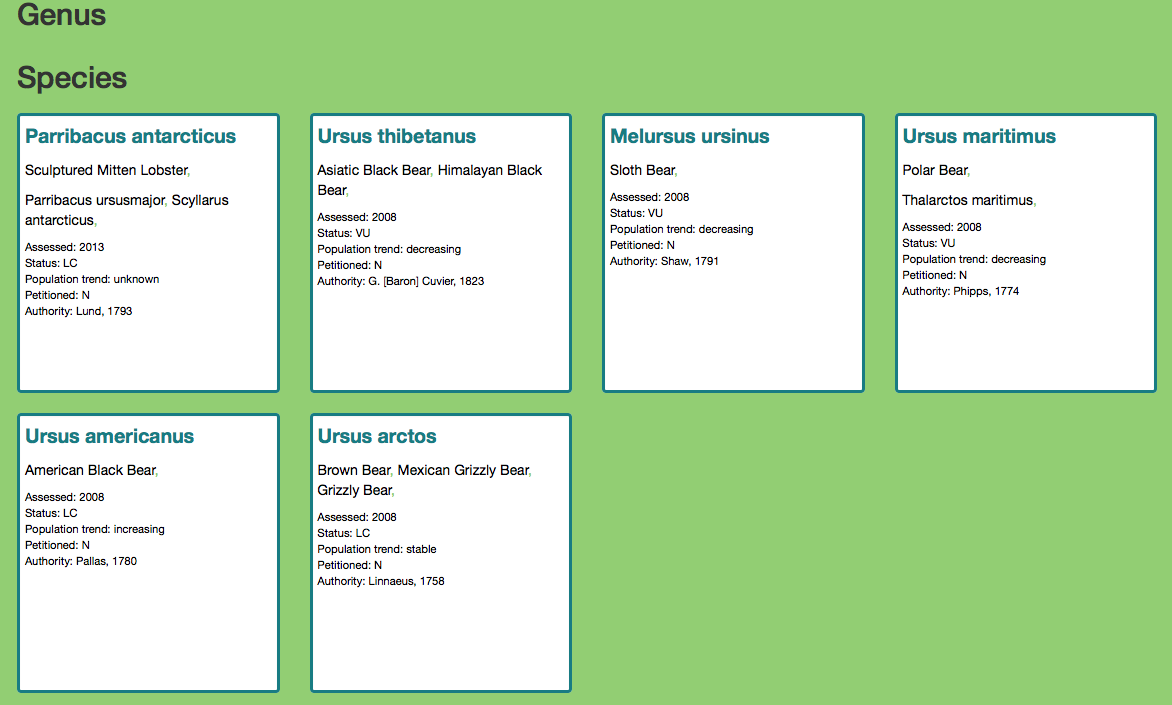 Genus
Species
Parribacus antarcticus
Sculptured Mitten Lobster,
Parribacus ursusmajor, Scyllarus
antarcticus,
Assessed: 2013
Status: LC
Population trend: unknown
Petitioned: N
Authority: Lund, 1793
Ursus thibetanus
Asiatic Black Bear, Himalayan Black
Bear,
Assessed: 2008
Status: VU
Population trend: decreasing
Petitioned: N
Authority: G. [Baron] Cuvier, 1823
Melursus ursinus
Sloth Bear,
Assessed: 2008
Status: VU
Population trend: decreasing
Petitioned: N
Authority: Shaw, 1791
Ursus maritimus
Polar Bear,
Thalarctos maritimus,
Assessed: 2008
Status: VU
Population trend: decreasing
Petitioned: N
Authority: Phipps, 1774
Ursus americanus
American Black Bear,
Assessed: 2008
Status: LC
Population trend: increasing
Petitioned: N
Authority: Pallas, 1780
Ursus arctos
Brown Bear, Mexican Grizzly Bear,
Grizzly Bear,
Assessed: 2008
Status: LC
Population trend: stable
Petitioned: N
Authority: Linnaeus, 1758